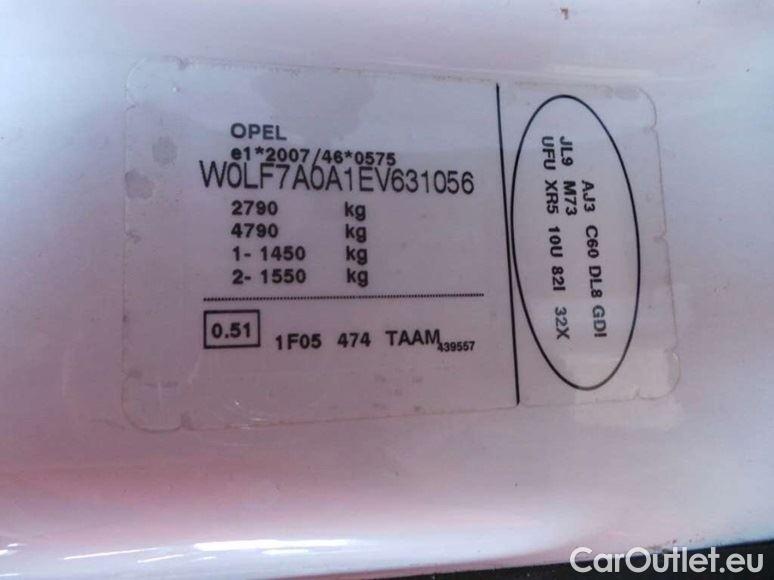 OPEL
e1*2007/46*0575
W0LF7A0A1EV631056
2790 kg
4790 kg
1- 1450 kg
2- 1550 kg
0.51 1F05 474 TAAM 439557
AJ3 C60 DL8 GDI
JL9 M73
UFU XR5 10U 82I 32X
CarOutlet.eu